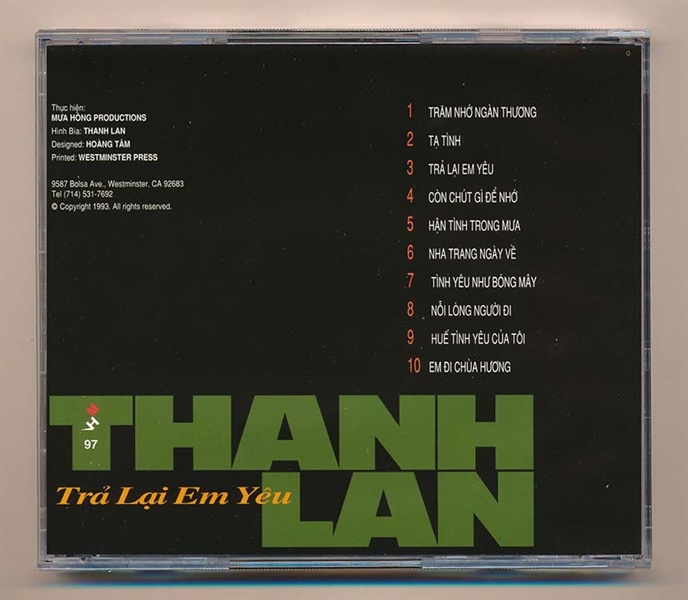 Thực hiện:
MƯA HỒNG PRODUCTIONS
Hình Bìa: THANH LAN
Designed: HOÀNG TÂM
Printed: WESTMINSTER PRESS
9587 Bolsa Ave., Westminster, CA 92683
Tel (714) 531-7692
© Copyright 1993. All rights reserved.
1 TRĂM NHỚ NGÀN THƯƠNG
2 TẠ TÌNH
3 TRẢ LẠI EM YÊU
4 CÒN CHÚT GÌ ĐỂ NHỚ
5 HẬN TÌNH TRONG MƯA
6 NHA TRANG NGÀY VỀ
7 TÌNH YÊU NHƯ BÓNG MÂY
8 NỖI LÒNG NGƯỜI ĐI
9 HUẾ TÌNH YÊU CỦA TÔI
10 EM ĐI CHÙA HƯƠNG
THANH
97
Trả Lại Em Yêu
LAN